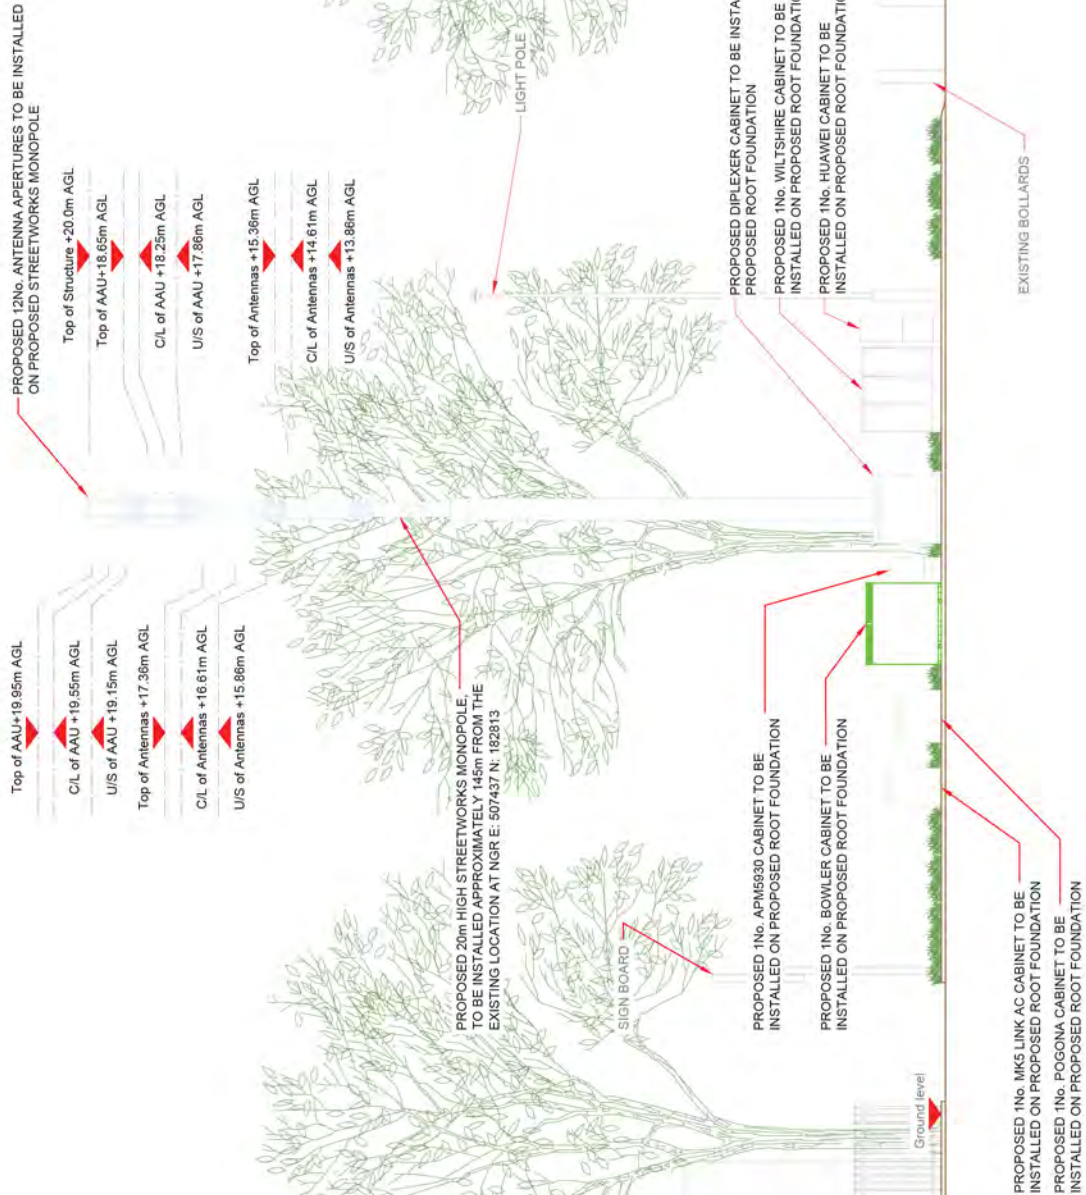 PROPOSED 12No. ANTENNA APERTURES TO BE INSTALLED
ON PROPOSED STREETWORKS MONOPOLE
Top of Structure +20.0m AGL
Top of AAU+18.65m AGL
C/L of AAU +18.25m AGL
U/S of AAU +17.86m AGL
Top of Antennas +15.36m AGL
C/L of Antennas +14.61m AGL
U/S of Antennas +13.86m AGL
Top of AAU+19.95m AGL
C/L of AAU +19.55m AGL
U/S of AAU +19.15m AGL
Top of Antennas +17.36m AGL
C/L of Antennas +16.61m AGL
U/S of Antennas +15.86m AGL
LIGHT POLE
PROPOSED 20m HIGH STREETWORKS MONOPOLE,
TO BE INSTALLED APPROXIMATELY 145m FROM THE
EXISTING LOCATION AT NGR E: 507437 N: 182813
SIGN BOARD
PROPOSED DIPLEXER CABINET TO BE
PROPOSED ROOT FOUNDATION
PROPOSED 1No. WILTSHIRE CABINET TO BE
INSTALLED ON PROPOSED ROOT
PROPOSED 1No. HUAWEI CABINET TO BE
INSTALLED ON PROPOSED ROOT
PROPOSED 1No. APM5930 CABINET TO BE
INSTALLED ON PROPOSED ROOT FOUNDATION
PROPOSED 1No. BOWLER CABINET TO BE
INSTALLED ON PROPOSED ROOT FOUNDATION
EXISTING BOLLARDS
Ground level
PROPOSED 1No. MK5 LINK AC CABINET TO BE
INSTALLED ON PROPOSED ROOT FOUNDATION
PROPOSED 1No. POGONA CABINET TO BE
INSTALLED ON PROPOSED ROOT FOUNDATION